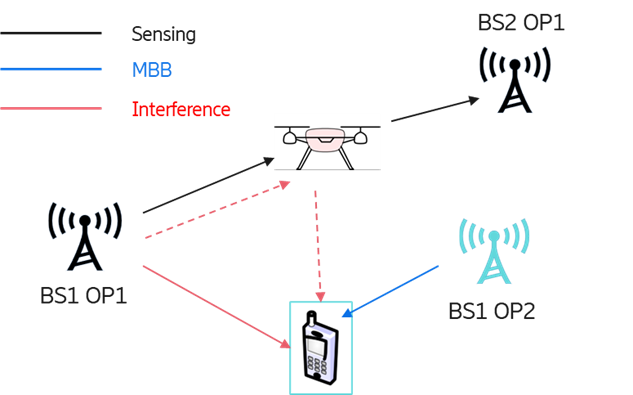 BS2 OP1
Sensing
MBB
Interference
BS1 OP1
BS1 OP2